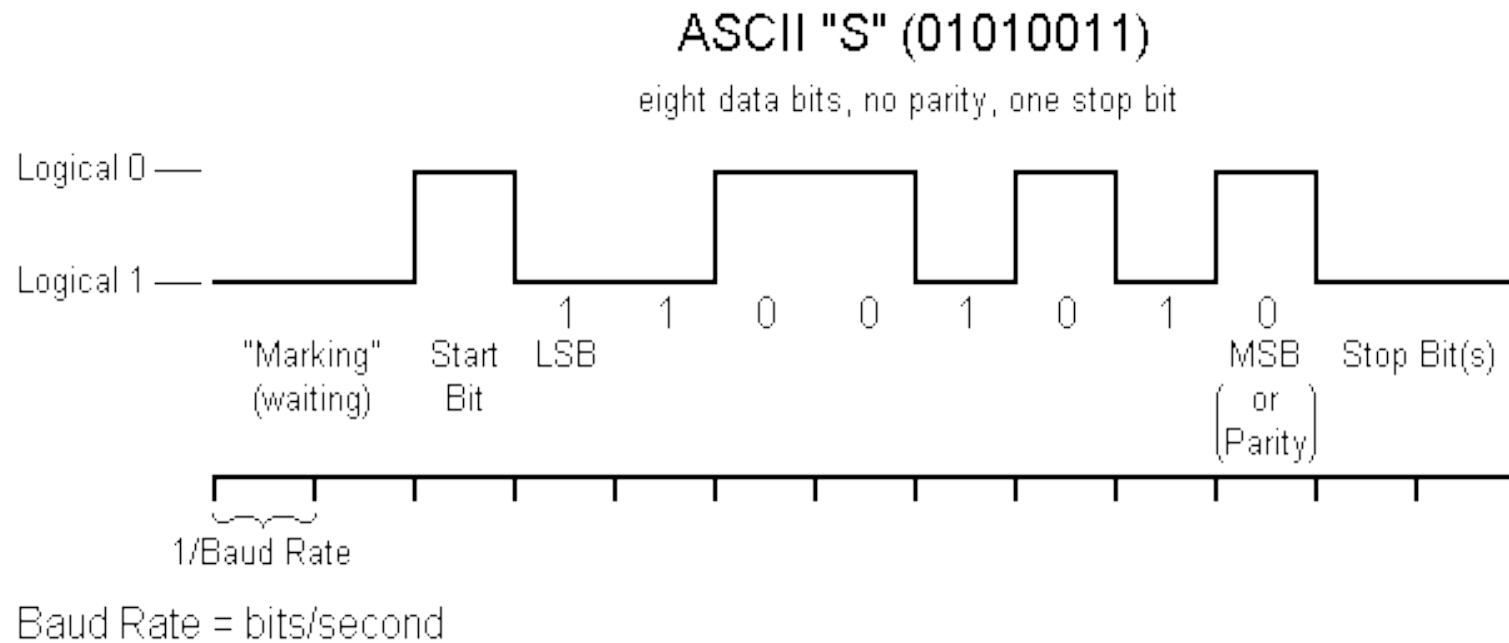 ASCII "S" (01010011)
eight data bits, no parity, one stop bit
Logical 0
Logical 1
1 1 0 0 1 0 1 0
"Marking" Start LSB MSB Stop Bit(s)
(waiting) Bit ( or )
(Parity)
1/Baud Rate
Baud Rate = bits/second